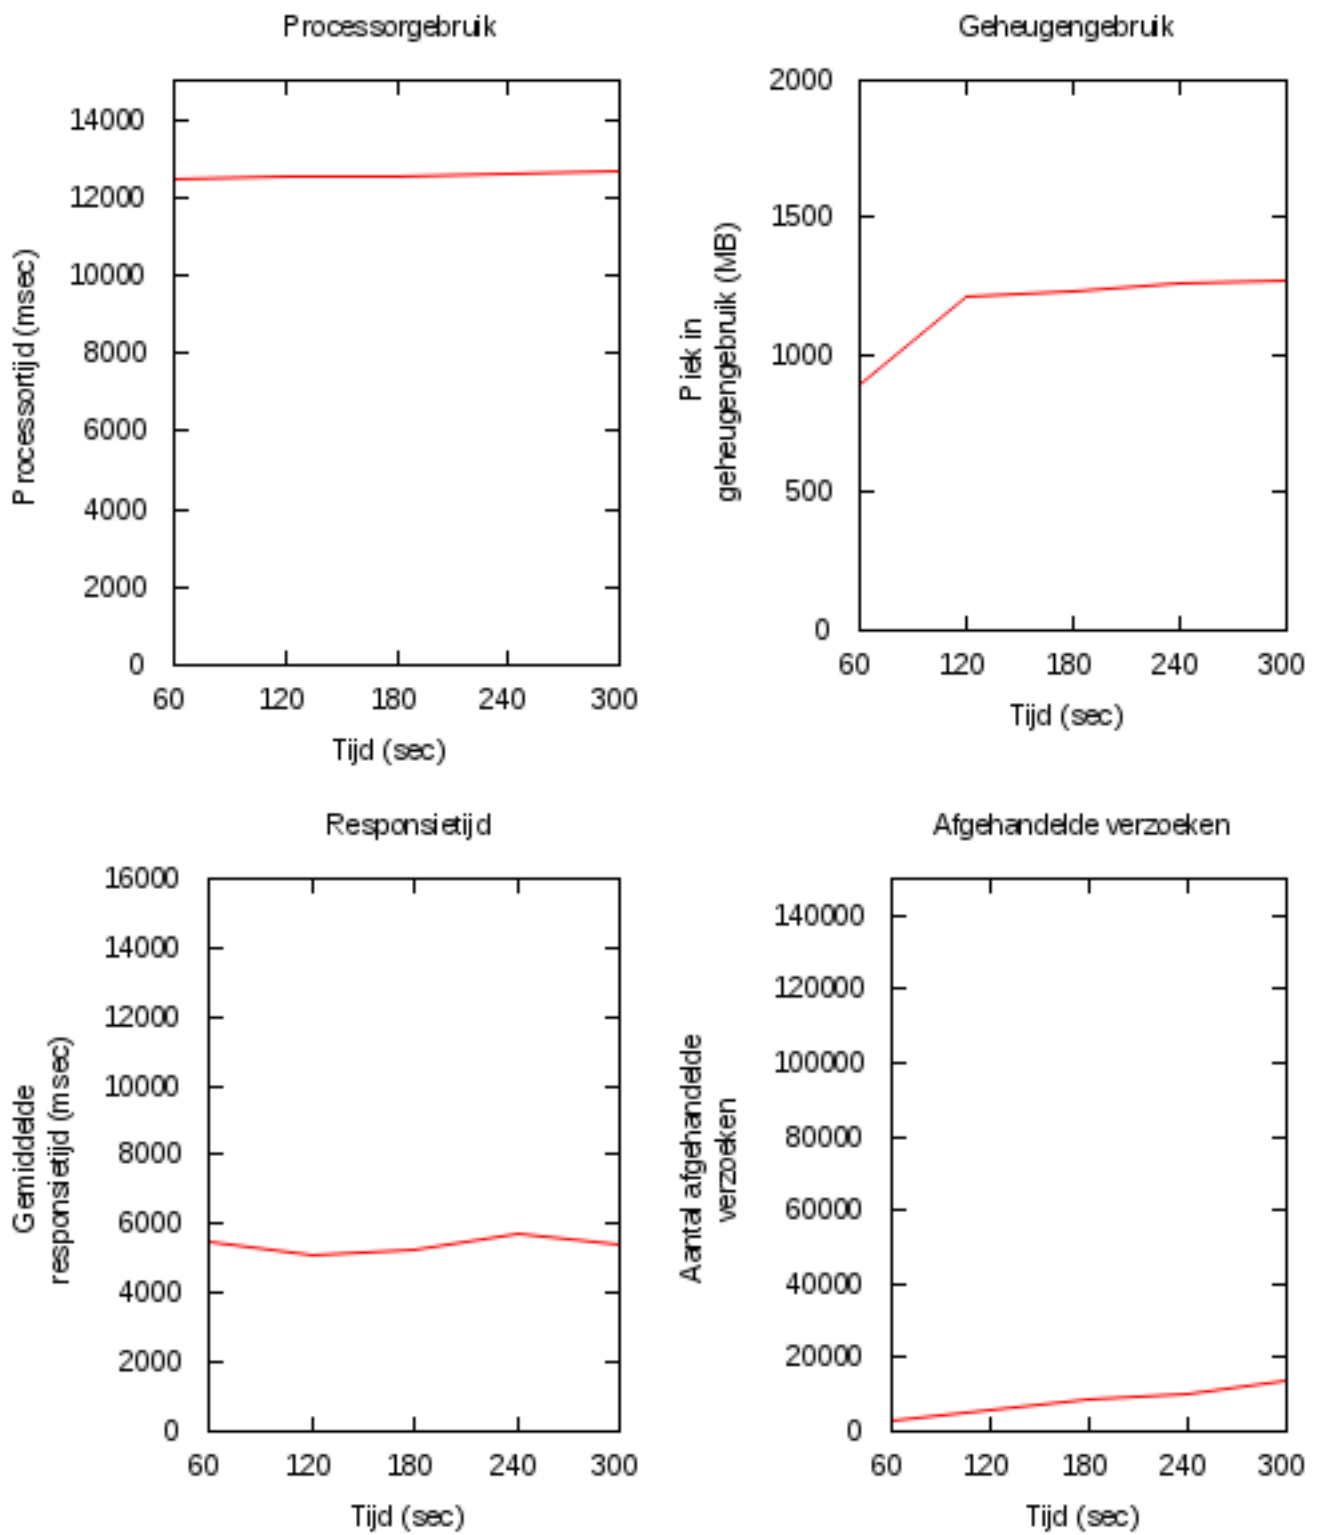 Processorgebruik
14000
12000
10000
8000
6000
4000
2000
0
60 120 180 240 300
Processortijd (msec)
Tijd (sec)
Geheugengebruik
2000
1500
1000
500
0
60 120 180 240 300
Piek in
geheugengebruik (MB)
Tijd (sec)
Responsietijd
16000
14000
12000
10000
8000
6000
4000
2000
0
60 120 180 240 300
Gemiddelde
responsietijd (msec)
Tijd (sec)
Afgehandelde verzoeken
140000
120000
100000
80000
60000
40000
20000
0
60 120 180 240 300
Aantal afgehandelde
verzoeken
Tijd (sec)